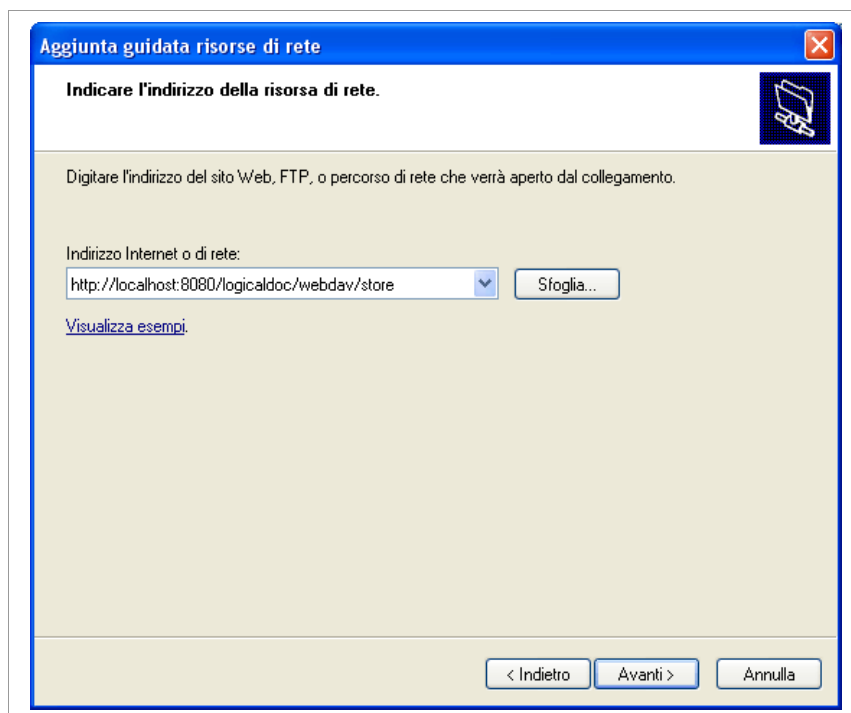 Aggiunta guidata risorse di rete
Indicare l'indirizzo della risorsa di rete.
Digitare l'indirizzo del sito Web, FTP, o percorso di rete che verrà aperto dal collegamento.
Indirizzo Internet o di rete:
http://localhost:8080/logicaldoc/webdav/store
Sfoglia...
Visualizza esempi.
< Indietro
Avanti >
Annulla